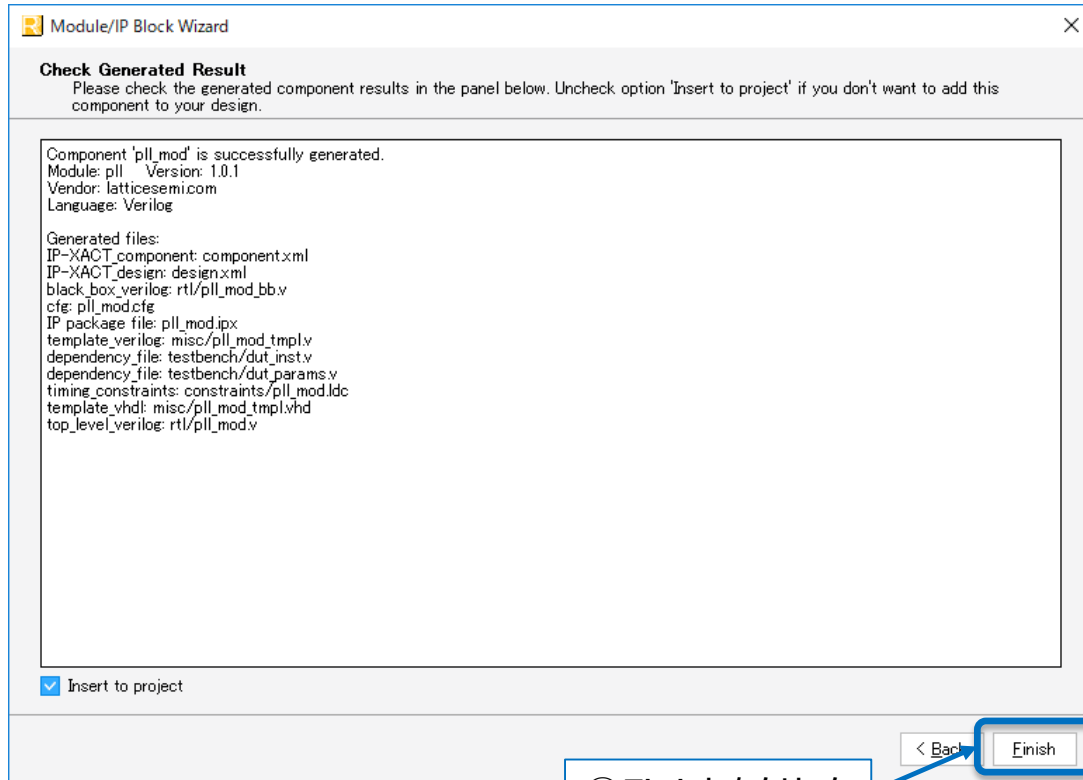 Module/IP Block Wizard
Check Generated Result
Please check the generated component results in the panel below. Uncheck option 'Insert to project' if you don't want to add this
component to your design.
Component 'pll_mod' is successfully generated.
Module: pll    Version: 1.0.1
Vendor: latticesemi.com
Language: Verilog
Generated files:
IP-XACT_component: component.xml
IP-XACT_design: design.xml
black_box_verilog: rtl/pll_mod_bb.v
cfg: pll_mod.cfg
IP package file: pll_mod.ipx
template_verilog: misc/pll_mod_tmpl.v
dependency_file: testbench/dut_inst.v
dependency_file: testbench/dut_params.v
timing_constraints: constraints/pll_mod.ldc
template_vhdl: misc/pll_mod_tmpl.vhd
top_level_verilog: rtl/pll_mod.v
Insert to project
< Back
Finish